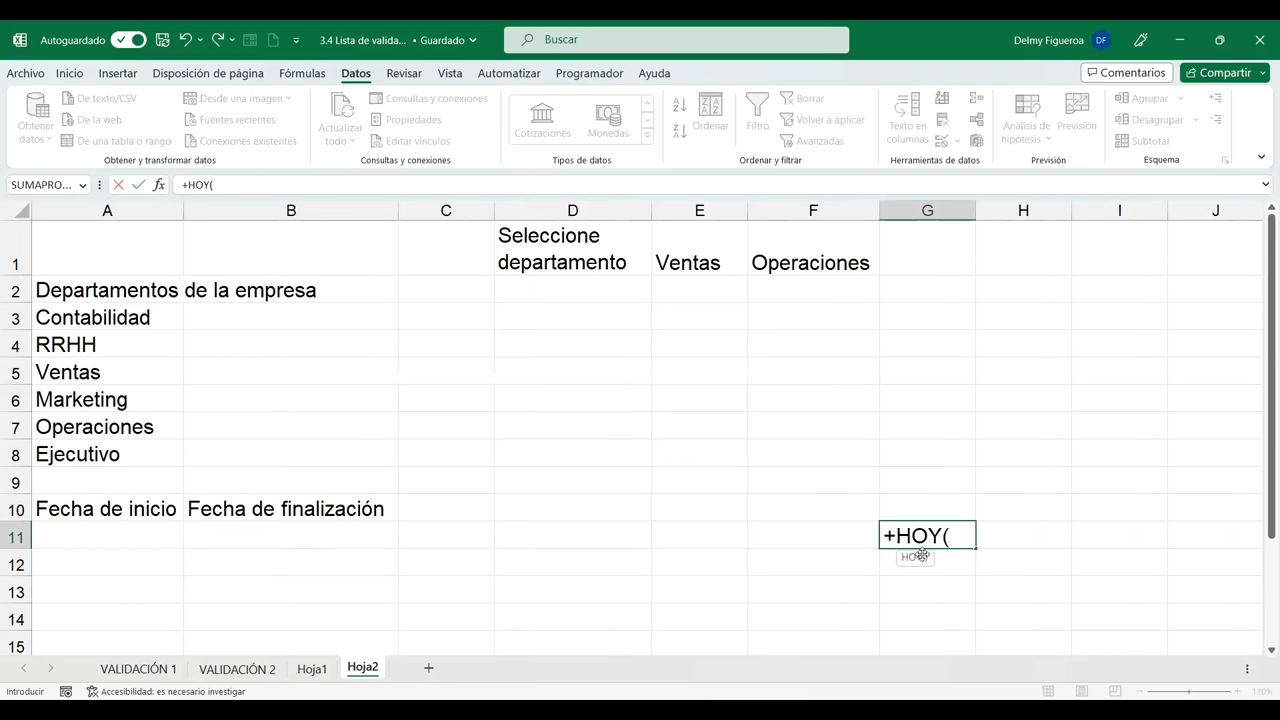 Autoguardado
3.4 Lista de valida... • Guardado
Buscar
Delmy Figueroa DF
Archivo Inicio Insertar Disposición de página Fórmulas Datos Revisar Vista Automatizar Programador Ayuda
Comentarios Compartir
Obtener datos
De texto/CSV
De la web
De una tabla o rango
Desde una imagen
Fuentes recientes
Conexiones existentes
Obtener y transformar datos
Actualizar todo
Consultas y conexiones
Propiedades
Editar vínculos
Consultas y conexiones
Cotizaciones
Monedas
Tipos de datos
Ordenar
Filtro
Borrar
Volver a aplicar
Avanzadas
Ordenar y filtrar
Texto en columnas
Herramientas de datos
Análisis de hipótesis
Previsión
Previsión
Agrupar
Desagrupar
Subtotal
Esquema
SUMAPRO... fx +HOY(
A B C D E F G H I J
1 Seleccione departamento Ventas Operaciones
2 Departamentos de la empresa
3 Contabilidad
4 RRHH
5 Ventas
6 Marketing
7 Operaciones
8 Ejecutivo
9
10 Fecha de inicio Fecha de finalización
11 +HOY(
12
13
14
15
VALIDACIÓN 1 VALIDACIÓN 2 Hoja1 Hoja2
Introducir Accesibilidad: es necesario investigar
120%